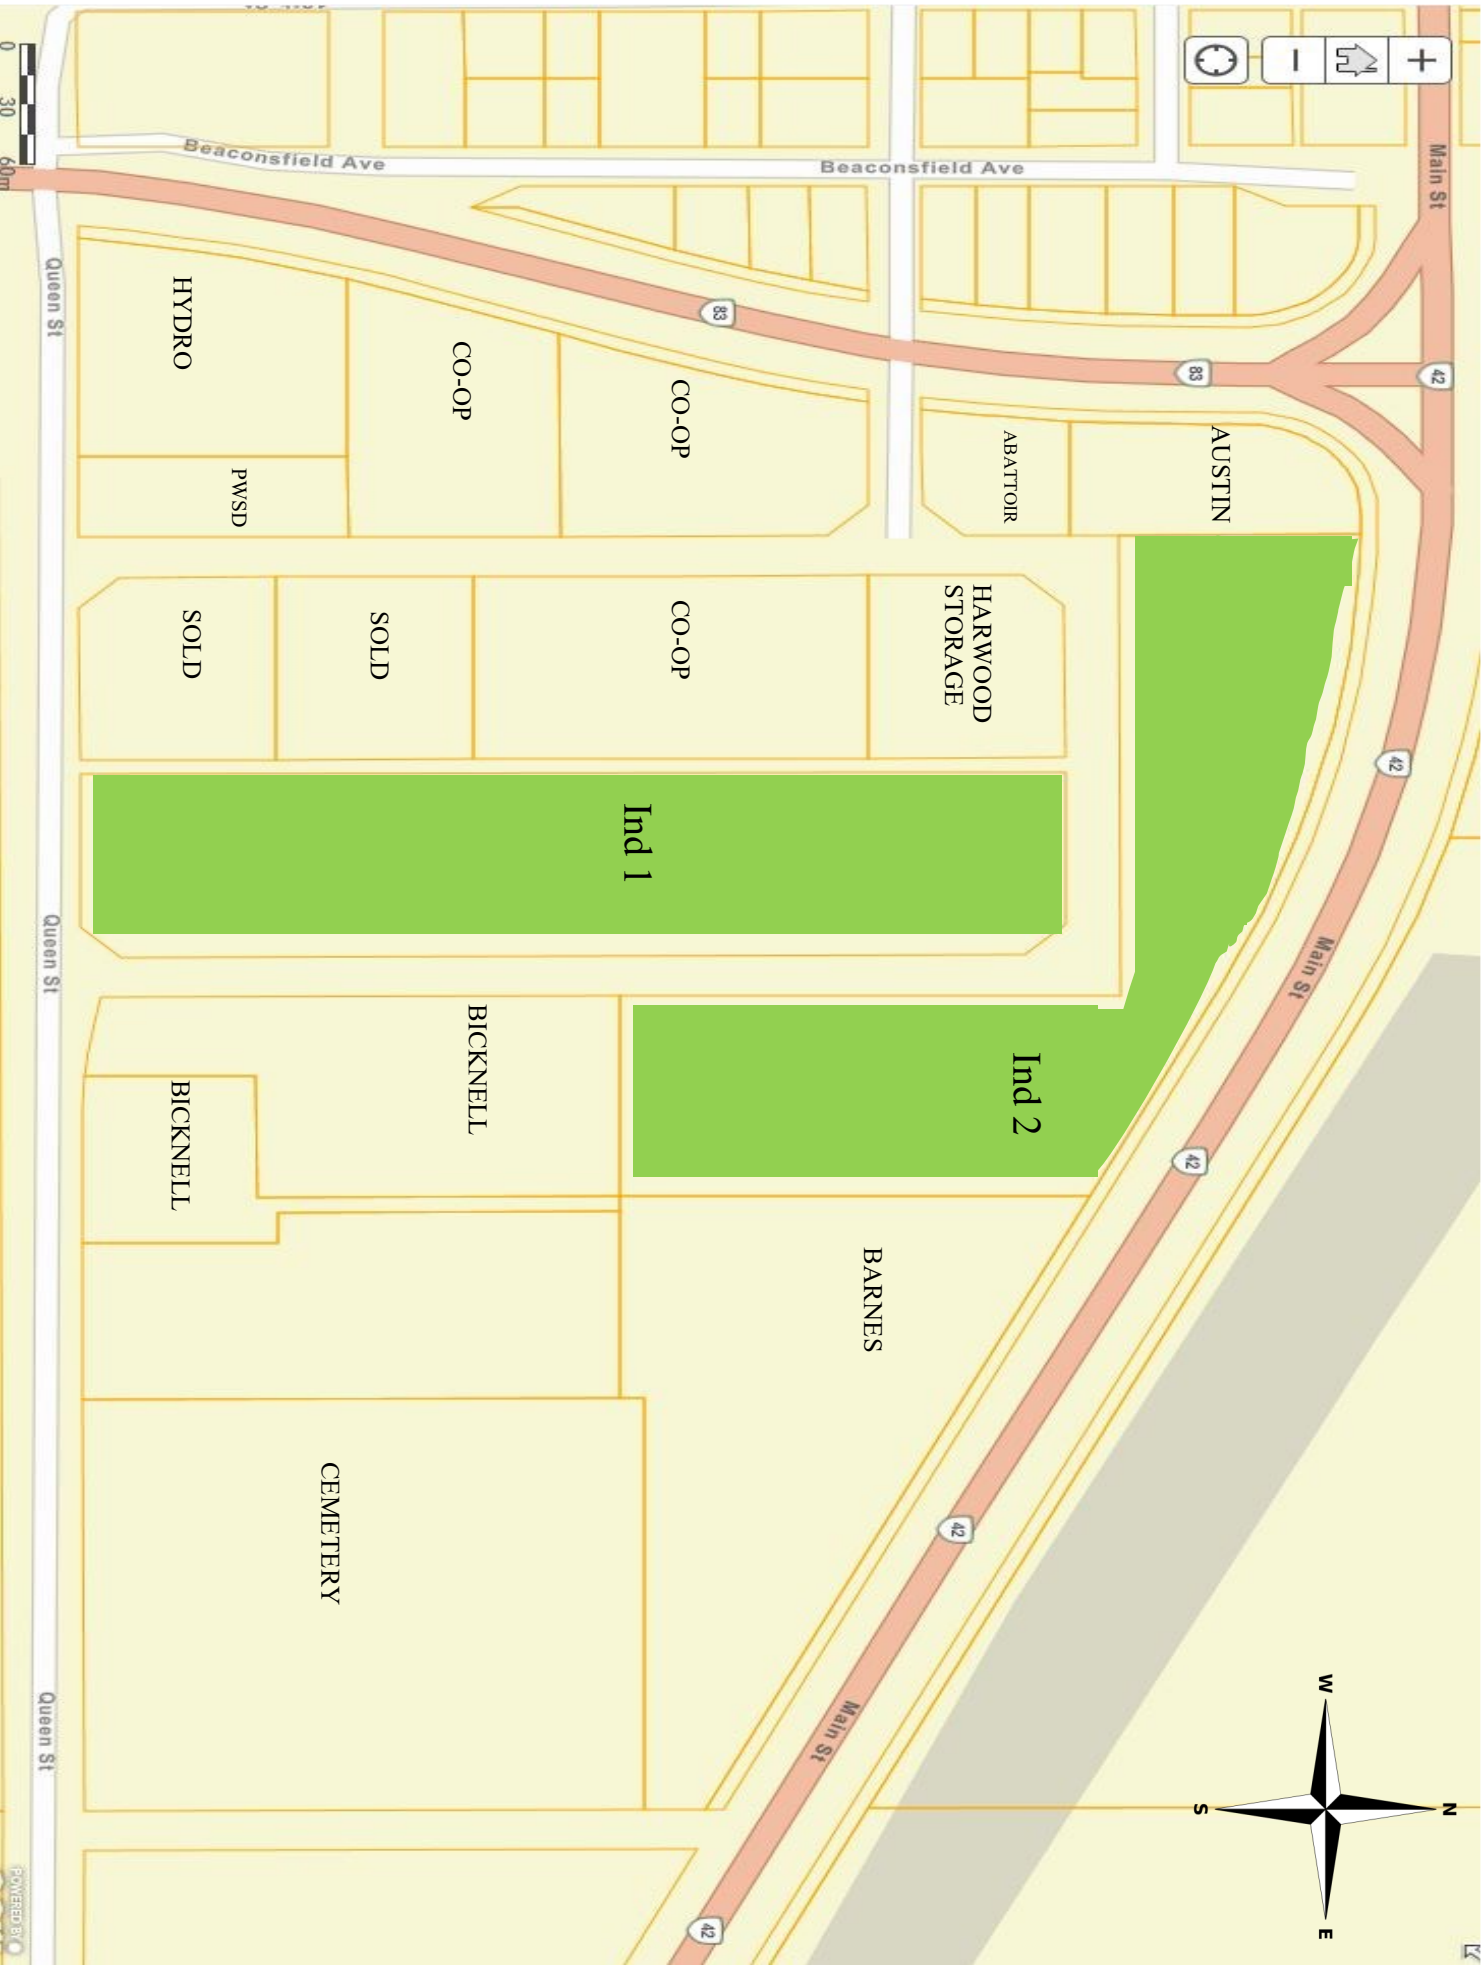 Main St
42
N
42
Main St
W
E
AUSTIN
83
42
S
Beaconsfield Ave
ABATTOIR
HARWOOD
STORAGE
Ind 2
42
BARNES
Main St
83
CO-OP
CO-OP
Ind 1
42
CO-OP
BICKNELL
SOLD
CEMETERY
Beaconsfield Ave
PWSD
HYDRO
SOLD
BICKNELL
Queen St
Queen St
Queen St
0 30 60m
POWERED BY